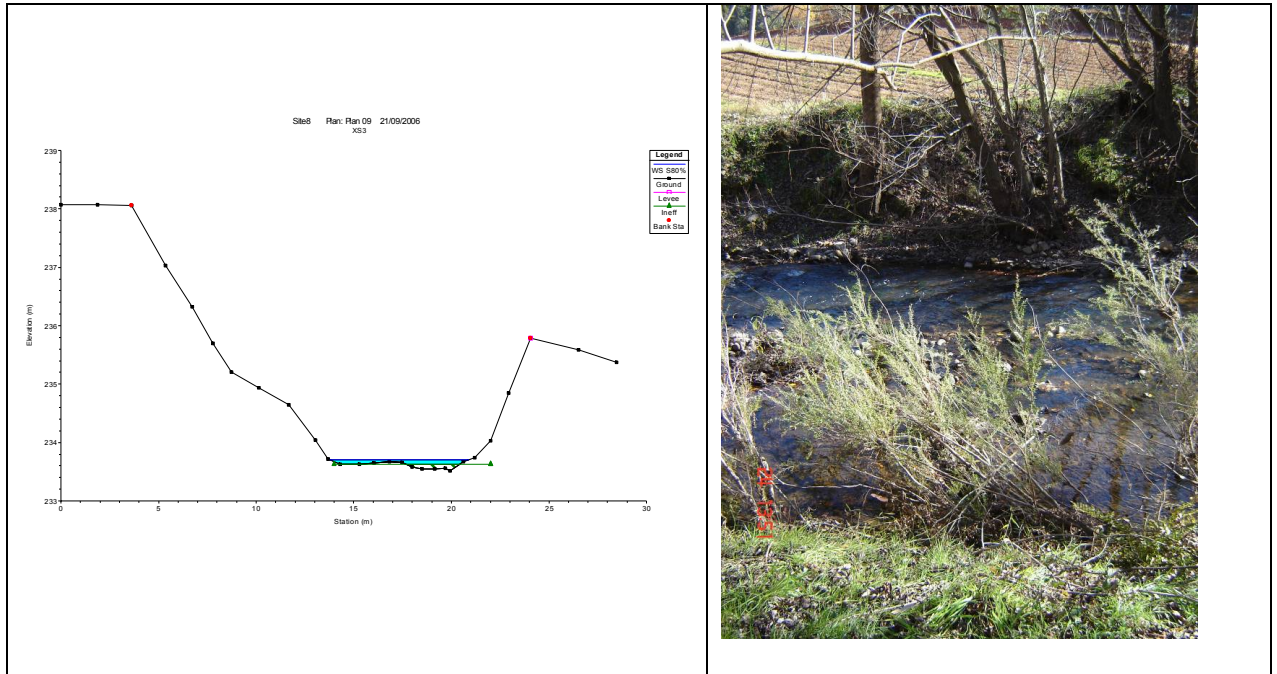 Site8 Plan: Plan 09 21/09/2006
XS3
Legend
WS S80%
Ground
Levee
Ineff
Bank Sta
Elevation (m)
239
238
237
236
235
234
233
0 5 10 15 20 25 30
Station (m)